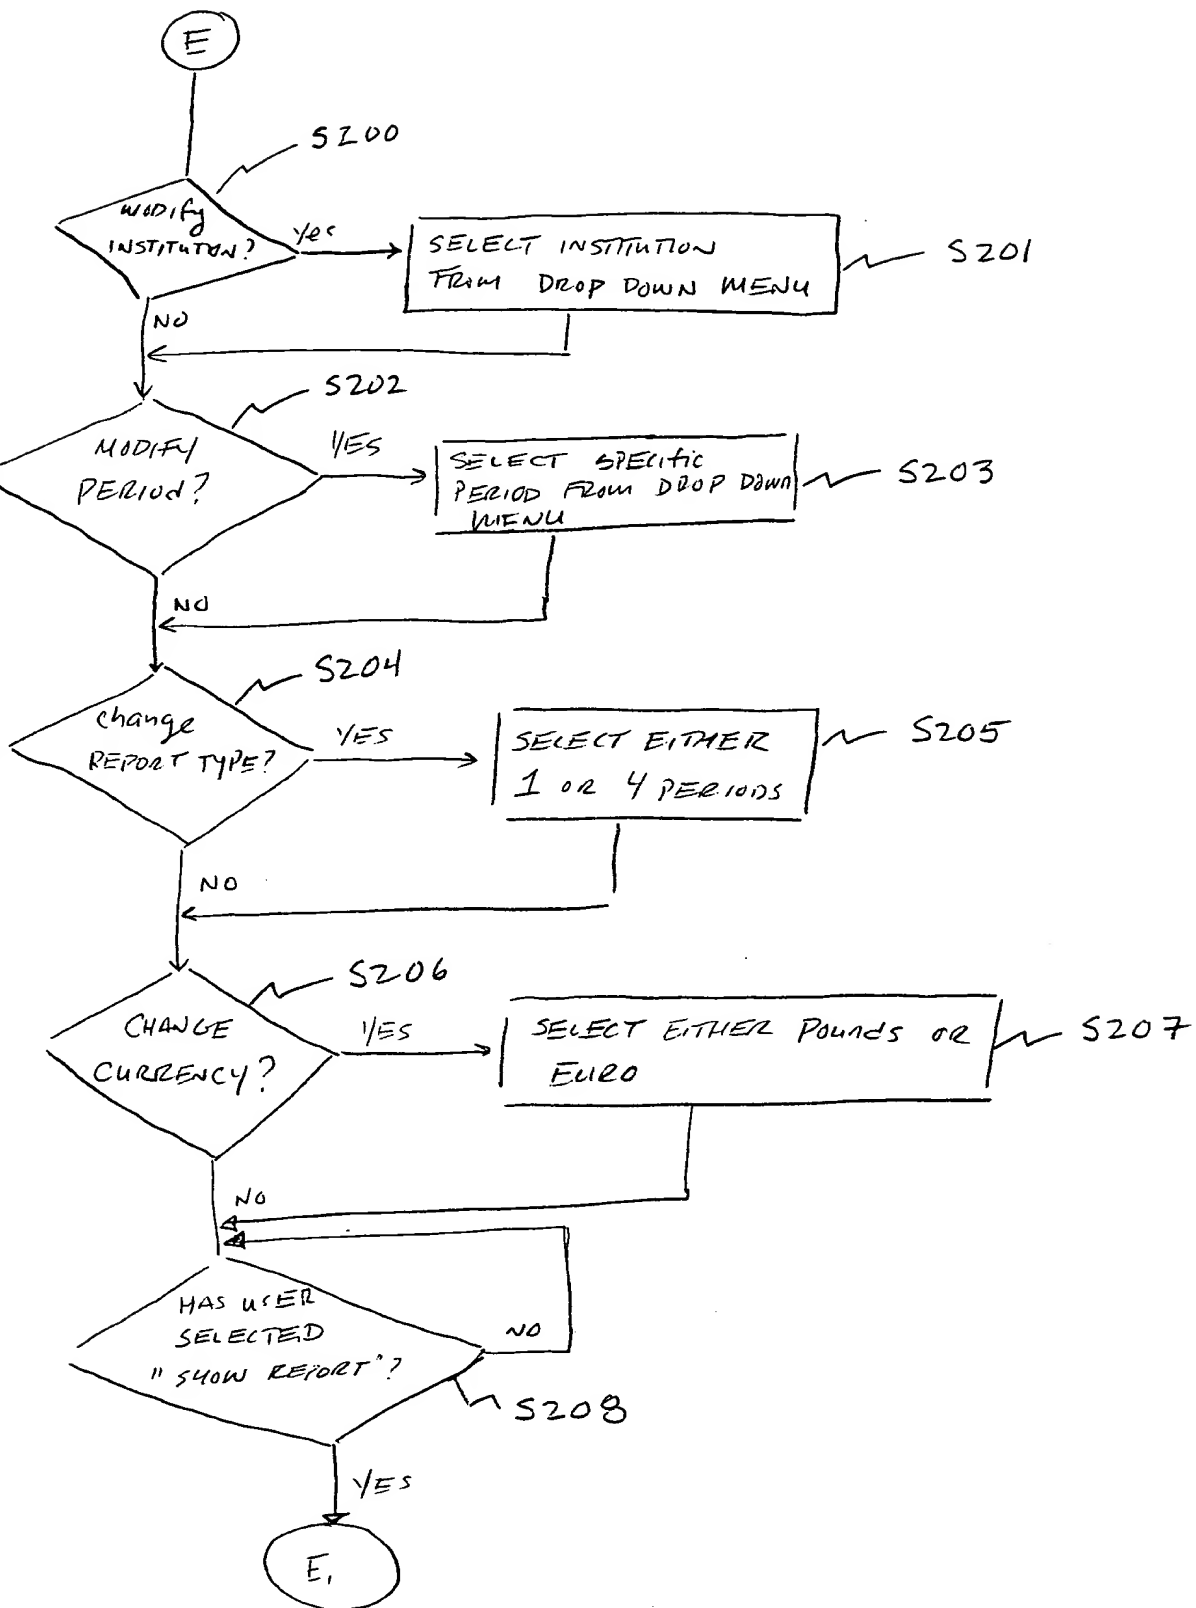 E
S200
MODIFY
INSTITUTON?
Yes
SELECT INSTITUTION
FROM DROP DOWN MENU
S201
NO
S202
MODIFY
PERIOD?
YES
SELECT SPECIFIC
PERIOD FROM DROP DOWN
MENU
S203
NO
S204
change
REPORT TYPE?
YES
SELECT EITHER
1 OR 4 PERIODS
S205
NO
S206
CHANGE
CURRENCY?
YES
SELECT EITHER POUNDS OR
EURO
S207
NO
HAS USER
SELECTED
"SHOW REPORT"?
NO
S208
YES
E,